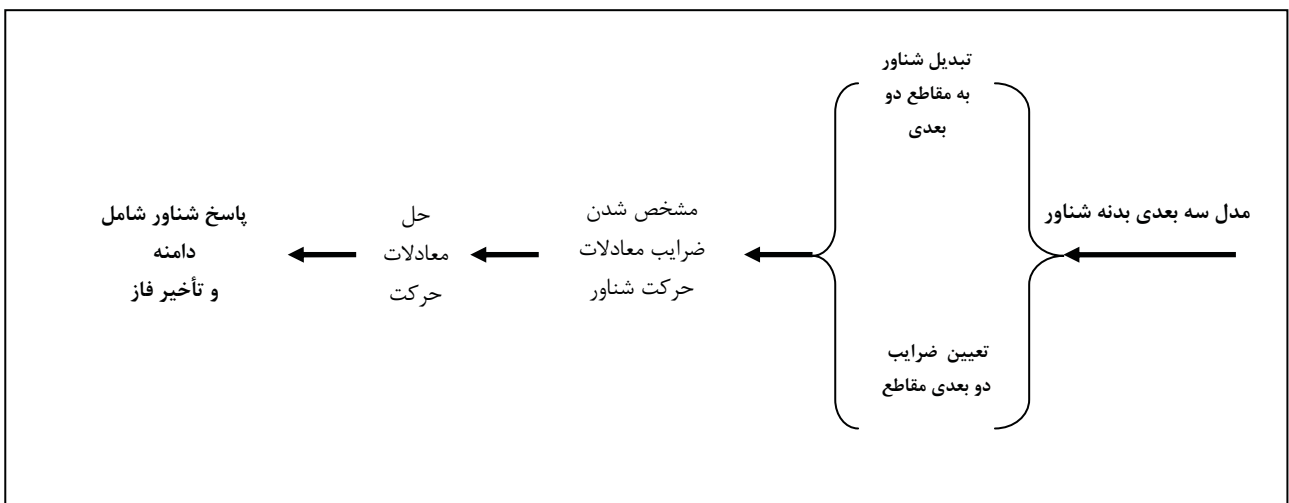 مدل سه بعدی بدنه شناور
تبدیل شناور
به مقاطع دو
بعدی
تعیین ضرایب
دو بعدی مقاطع
مشخص شدن
ضرایب معادلات
حرکت شناور
حل
معادلات
حرکت
پاسخ شناور شامل
دامنه
و تأخیر فاز